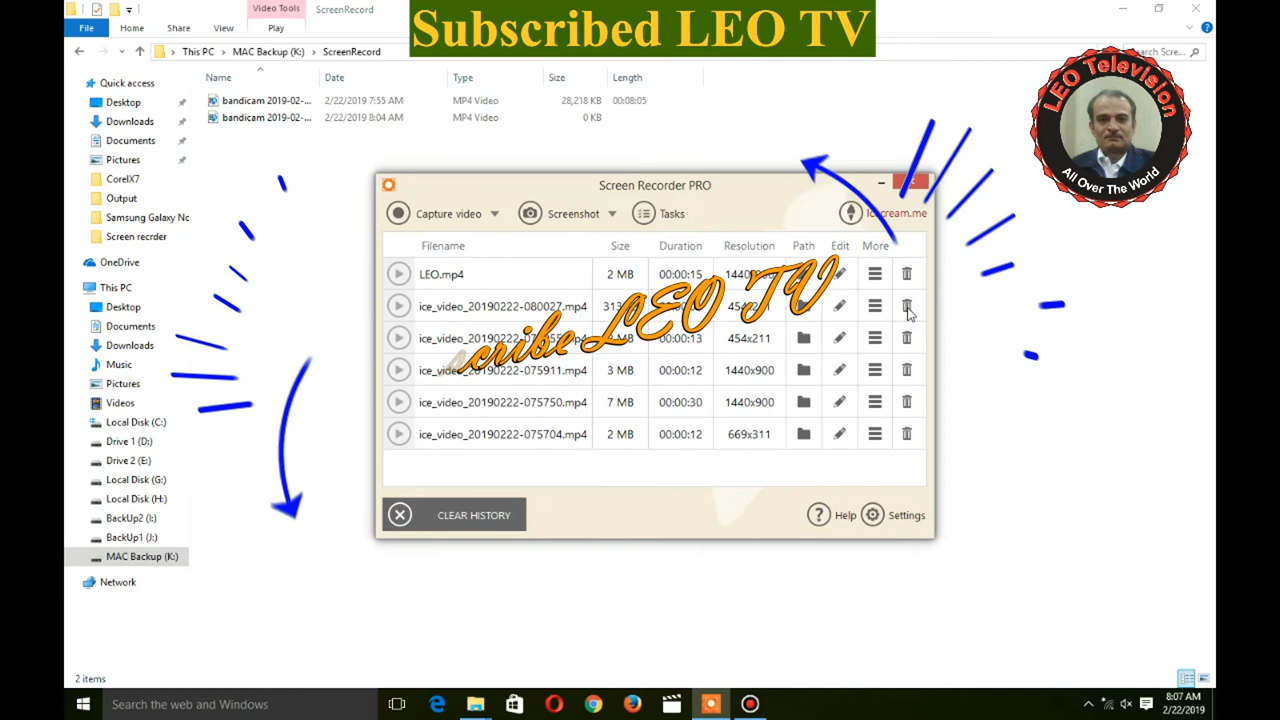 Video Tools
ScreenRecord
Subscribed LEO TV
File
Home
Share
View
Play
This PC
MAC Backup (K:)
ScreenRecord
Search Scre...
LEO Television
All Over The World
Name
Date
Type
Size
Length
bandicam 2019-02-... 2/22/2019 7:55 AM MP4 Video 28,218 KB 00:08:05
bandicam 2019-02-... 2/22/2019 8:04 AM MP4 Video 0 KB
Quick access
Desktop
Downloads
Documents
Pictures
CorelX7
Output
Samsung Galaxy Nc
Screen recrder
OneDrive
This PC
Desktop
Documents
Downloads
Music
Pictures
Videos
Local Disk (C:)
Drive 1 (D:)
Drive 2 (E:)
Local Disk (G:)
Local Disk (H:)
BackUp2 (I:)
BackUp1 (J:)
MAC Backup (K:)
Network
Screen Recorder PRO
Capture video
Screenshot
Tasks
Filename Size Duration Resolution Path Edit More
LEO.mp4 2 MB 00:00:15
ice_video_20190222-080027.mp4
MB 00:00:13 454x211
ice_video_20190222-075911.mp4 3 MB 00:00:12 1440x900
ice_video_20190222-075750.mp4 7 MB 00:00:30 1440x900
ice_video_20190222-075704.mp4 2 MB 00:00:12 669x311
cribe LEO TV
CLEAR HISTORY
Help
Settings
2 items
Search the web and Windows
8:07 AM
2/22/2019